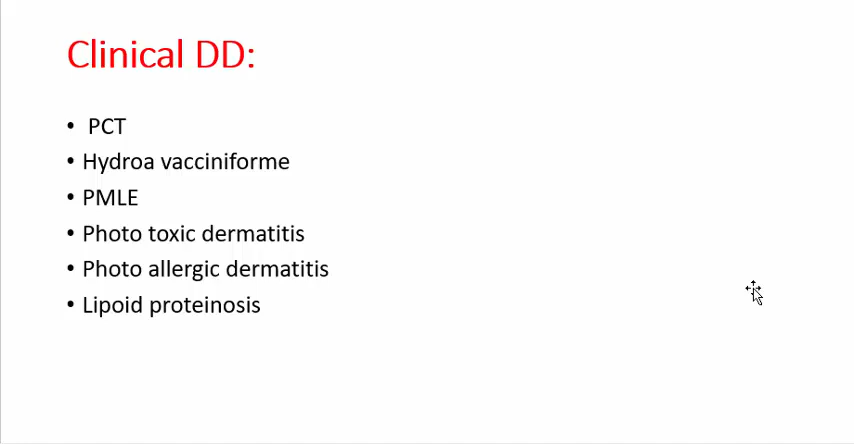 Clinical DD:
• PCT
• Hydroa vacciniforme
• PMLE
• Photo toxic dermatitis
• Photo allergic dermatitis
• Lipoid proteinosis